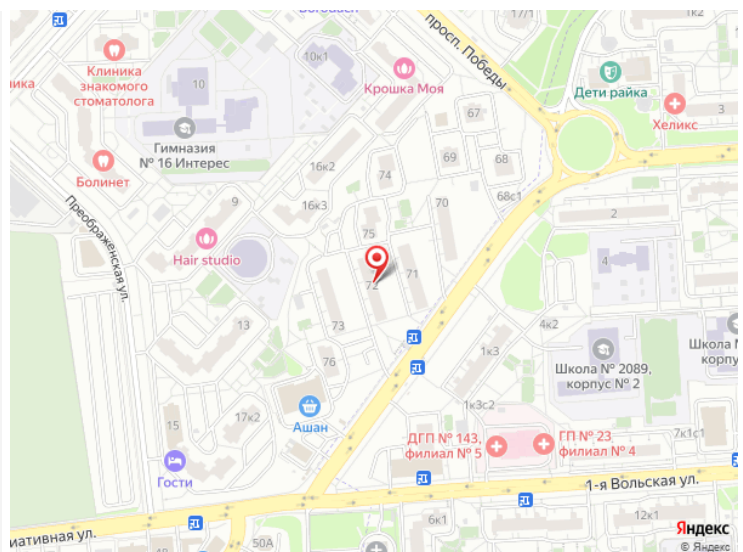 17/1
1к2
просп. Победы
10к1
Клиника
знакомого
стоматолога
10
Крошка Моя
Дети райка
3
Хеликс
67
Гимназия
№ 16 Интерес
16к2
69
68
74
Болинет
9
16к3
68с1
70
2
Преображенская ул.
75
Hair studio
71
72
4
13
73
4к2
76
1к3
Школа № 2089,
корпус № 2
1к3с2
17к2
15
Ашан
ДГП № 143,
филиал № 5
ГП № 23,
филиал № 4
7к1с1
Гости
1-я Вольская ул.
50А
6к1
12к1
Яндекс
© Яндекс